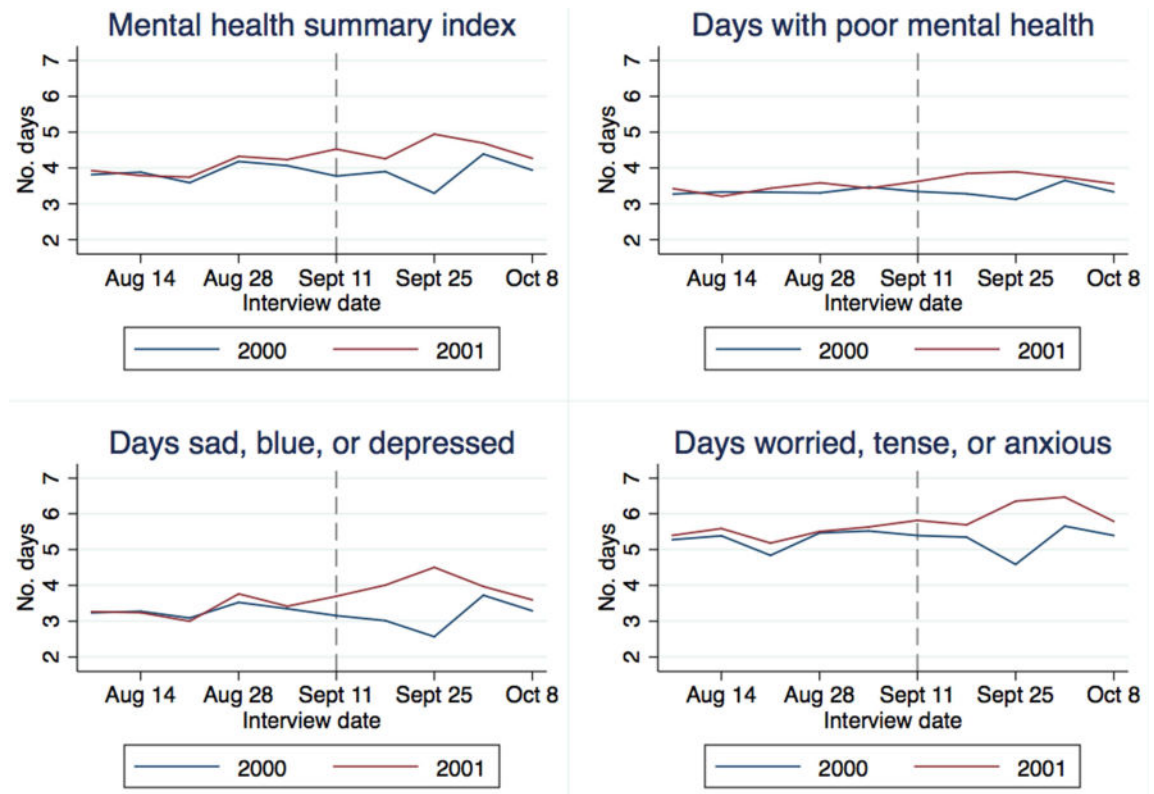 Mental health summary index
No. days
7
6
5
4
3
2
Aug 14 Aug 28 Sept 11 Sept 25 Oct 8
Interview date
2000 2001
Days with poor mental health
No. days
7
6
5
4
3
2
Aug 14 Aug 28 Sept 11 Sept 25 Oct 8
Interview date
2000 2001
Days sad, blue, or depressed
No. days
7
6
5
4
3
2
Aug 14 Aug 28 Sept 11 Sept 25 Oct 8
Interview date
2000 2001
Days worried, tense, or anxious
No. days
7
6
5
4
3
2
Aug 14 Aug 28 Sept 11 Sept 25 Oct 8
Interview date
2000 2001